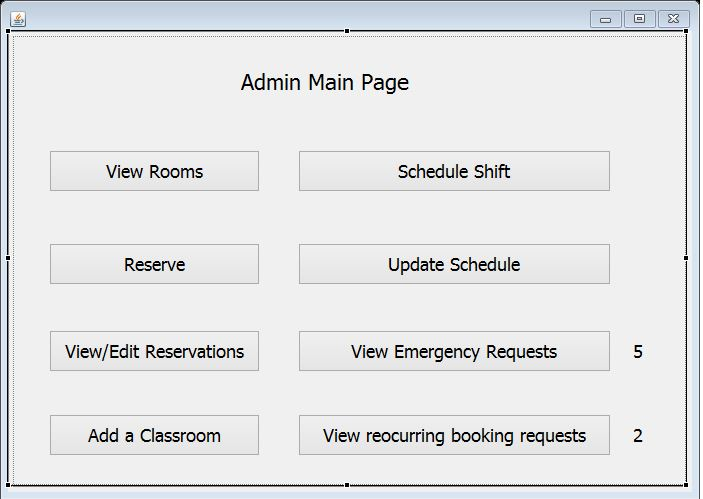 Admin Main Page
View Rooms
Schedule Shift
Reserve
Update Schedule
View/Edit Reservations
View Emergency Requests
5
Add a Classroom
View reocurring booking requests
2